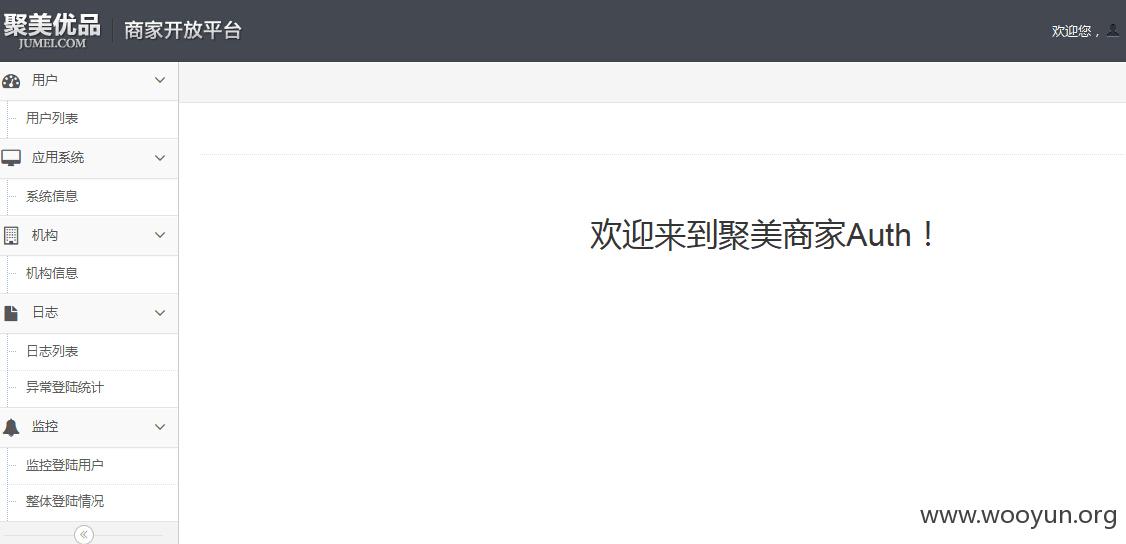 聚美优品
JUMEI.COM
商家开放平台
欢迎您，
用户
用户列表
应用系统
系统信息
机构
机构信息
日志
日志列表
异常登陆统计
监控
监控登陆用户
整体登陆情况
欢迎来到聚美商家Auth！
www.wooyun.org